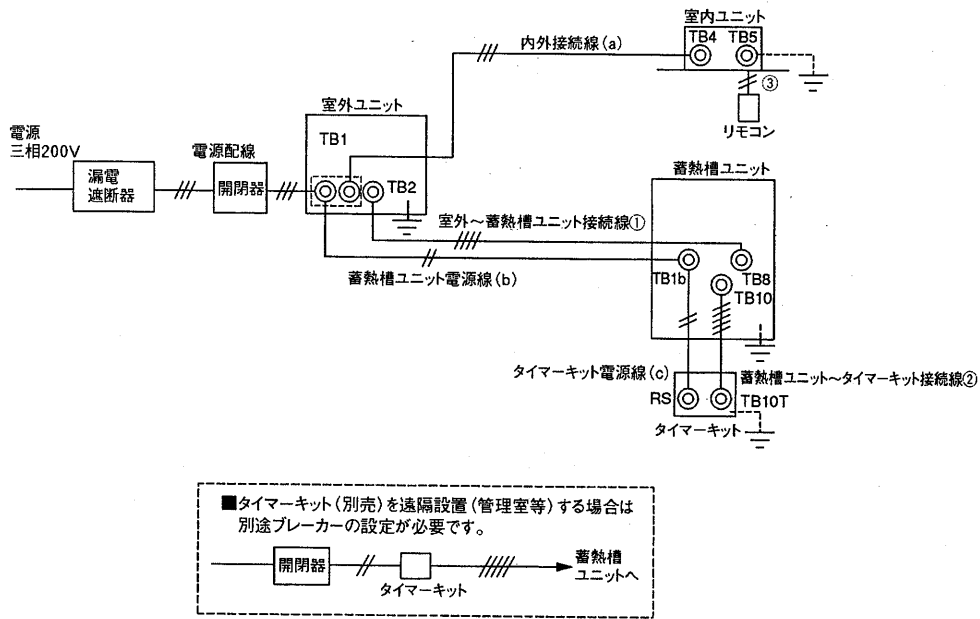 室内ユニット
TB4 TB5
内外接続線(a)
③
リモコン
室外ユニット
TB1
TB2
電源
三相200V
漏電
遮断器
電源配線
開閉器
蓄熱槽ユニット
室外～蓄熱槽ユニット接続線①
蓄熱槽ユニット電源線(b)
TB1b
TB8
TB10
タイマーキット電源線(c)
蓄熱槽ユニット～タイマーキット接続線②
RS
TB10T
タイマーキット
■タイマーキット(別売)を遠隔設置(管理室等)する場合は
別途ブレーカーの設定が必要です。
開閉器
タイマーキット
蓄熱槽
ユニットへ